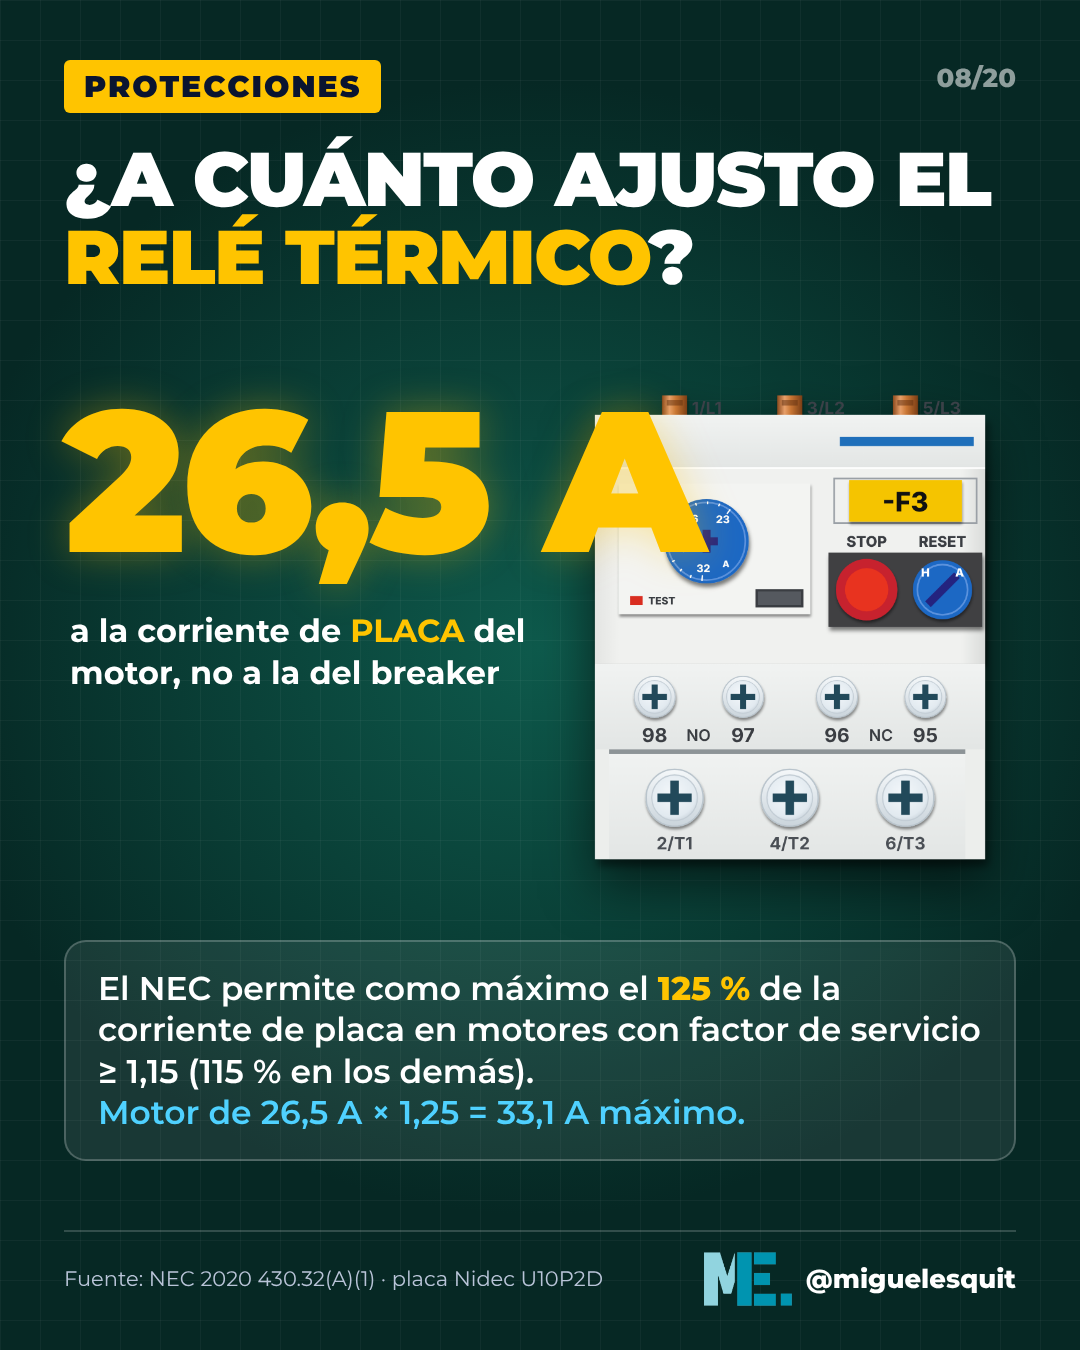 PROTECCIONES
08/20
¿A CUÁNTO AJUSTO EL
RELÉ TÉRMICO?
26,5 A
a la corriente de PLACA del
motor, no a la del breaker
1/L1 3/L2 5/L3
23
32 A
TEST
-F3
STOP RESET
H A
98 NO 97 96 NC 95
2/T1 4/T2 6/T3
El NEC permite como máximo el 125 % de la
corriente de placa en motores con factor de servicio
≥ 1,15 (115 % en los demás).
Motor de 26,5 A × 1,25 = 33,1 A máximo.
Fuente: NEC 2020 430.32(A)(1) · placa Nidec U10P2D
ME.
@miguelesquit